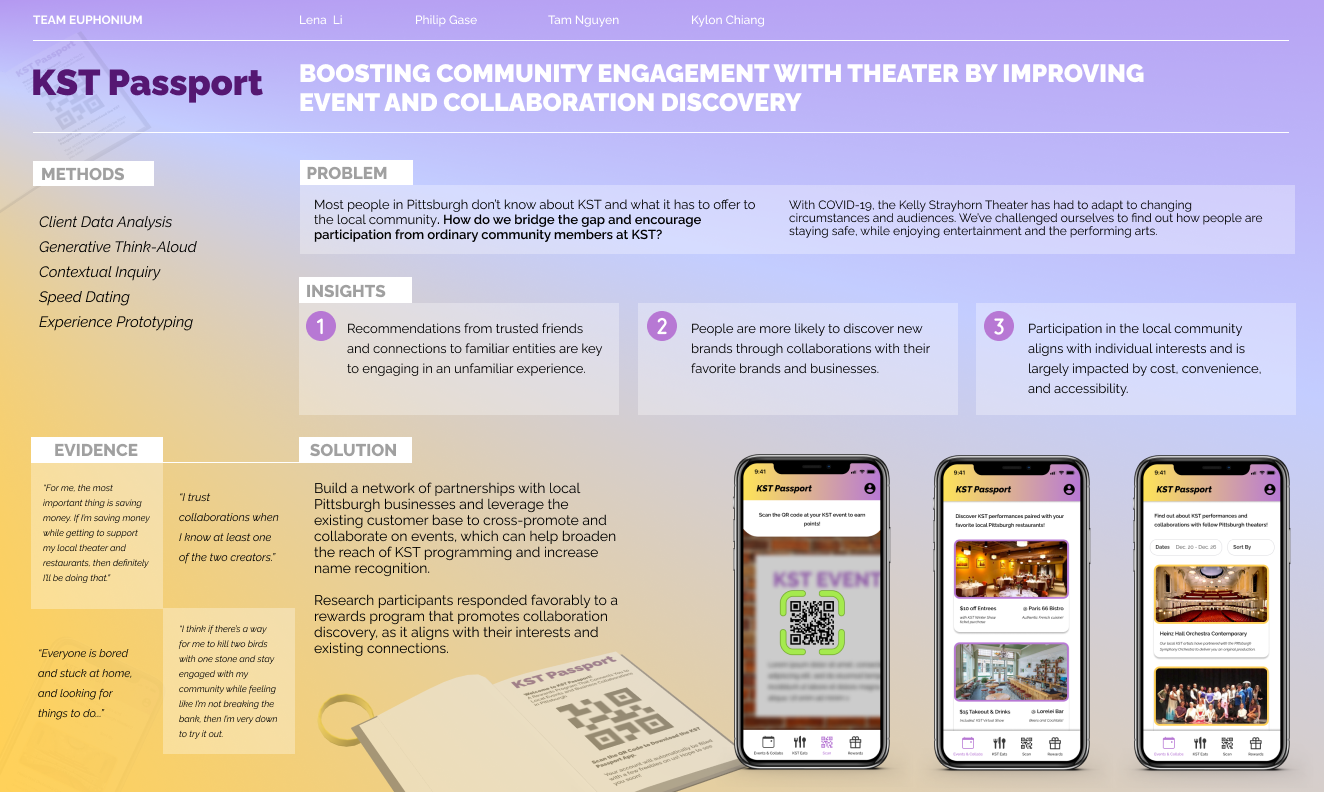 TEAM EUPHONIUM
Lena Li
Philip Gase
Tam Nguyen
Kylon Chiang
KST Passport
BOOSTING COMMUNITY ENGAGEMENT WITH THEATER BY IMPROVING
EVENT AND COLLABORATION DISCOVERY
METHODS
Client Data Analysis
Generative Think-Aloud
Contextual Inquiry
Speed Dating
Experience Prototyping
PROBLEM
Most people in Pittsburgh don't know about KST and what it has to offer to
the local community. How do we bridge the gap and encourage
participation from ordinary community members at KST?
With COVID-19, the Kelly Strayhorn Theater has had to adapt to changing
circumstances and audiences. We've challenged ourselves to find out how people are
staying safe, while enjoying entertainment and the performing arts.
INSIGHTS
1
Recommendations from trusted friends
and connections to familiar entities are key
to engaging in an unfamiliar experience.
2
People are more likely to discover new
brands through collaborations with their
favorite brands and businesses.
3
Participation in the local community
aligns with individual interests and is
largely impacted by cost, convenience,
and accessibility.
EVIDENCE
"For me, the most
important thing is saving
money. If I'm saving money
while getting to support
my local theater and
restaurants, then definitely
I'll be doing that."
"I trust
collaborations when
I know at least one
of the two creators."
"Everyone is bored
and stuck at home,
and looking for
things to do..."
"I think if there's a way
for me to kill two birds
with one stone and stay
engaged with my
community while feeling
like I'm not breaking the
bank, then I'm very down
to try it out.
SOLUTION
Build a network of partnerships with local
Pittsburgh businesses and leverage the
existing customer base to cross-promote and
collaborate on events, which can help broaden
the reach of KST programming and increase
name recognition.
Research participants responded favorably to a
rewards program that promotes collaboration
discovery, as it aligns with their interests and
existing connections.
KST Passport
Welcome to KST Passport
Scan the QR Code to Download the KST
Passport App.
Your account will automatically be filled
with a few freebies on us! Hope to see
you soon!
9:41
KST Passport
Scan the QR code at your KST event to earn
points!
KST EVENT
Events & Collabs
KST Eats
Scan
Rewards
9:41
KST Passport
Discover KST performances paired with your
favorite local Pittsburgh restaurants!
$10 off Entrees
@ Paris 66 Bistro
with KST Winter Show
ticket purchase
Authentic French cuisine!
$15 Takeout & Drinks
@ Lorelei Bar
Included: KST Virtual Show
Beers and Cocktails!
Events & Collabs
KST Eats
Scan
Rewards
9:41
KST Passport
Find out about KST performances and
collaborations with fellow Pittsburgh theaters!
Dates
Dec. 20 - Dec. 28
Sort By
Heinz Hall Orchestra Contemporary
Our local KST artists have partnered with the Pittsburgh
Symphony Orchestra to deliver you an original production.
Events & Collabs
KST Eats
Scan
Rewards